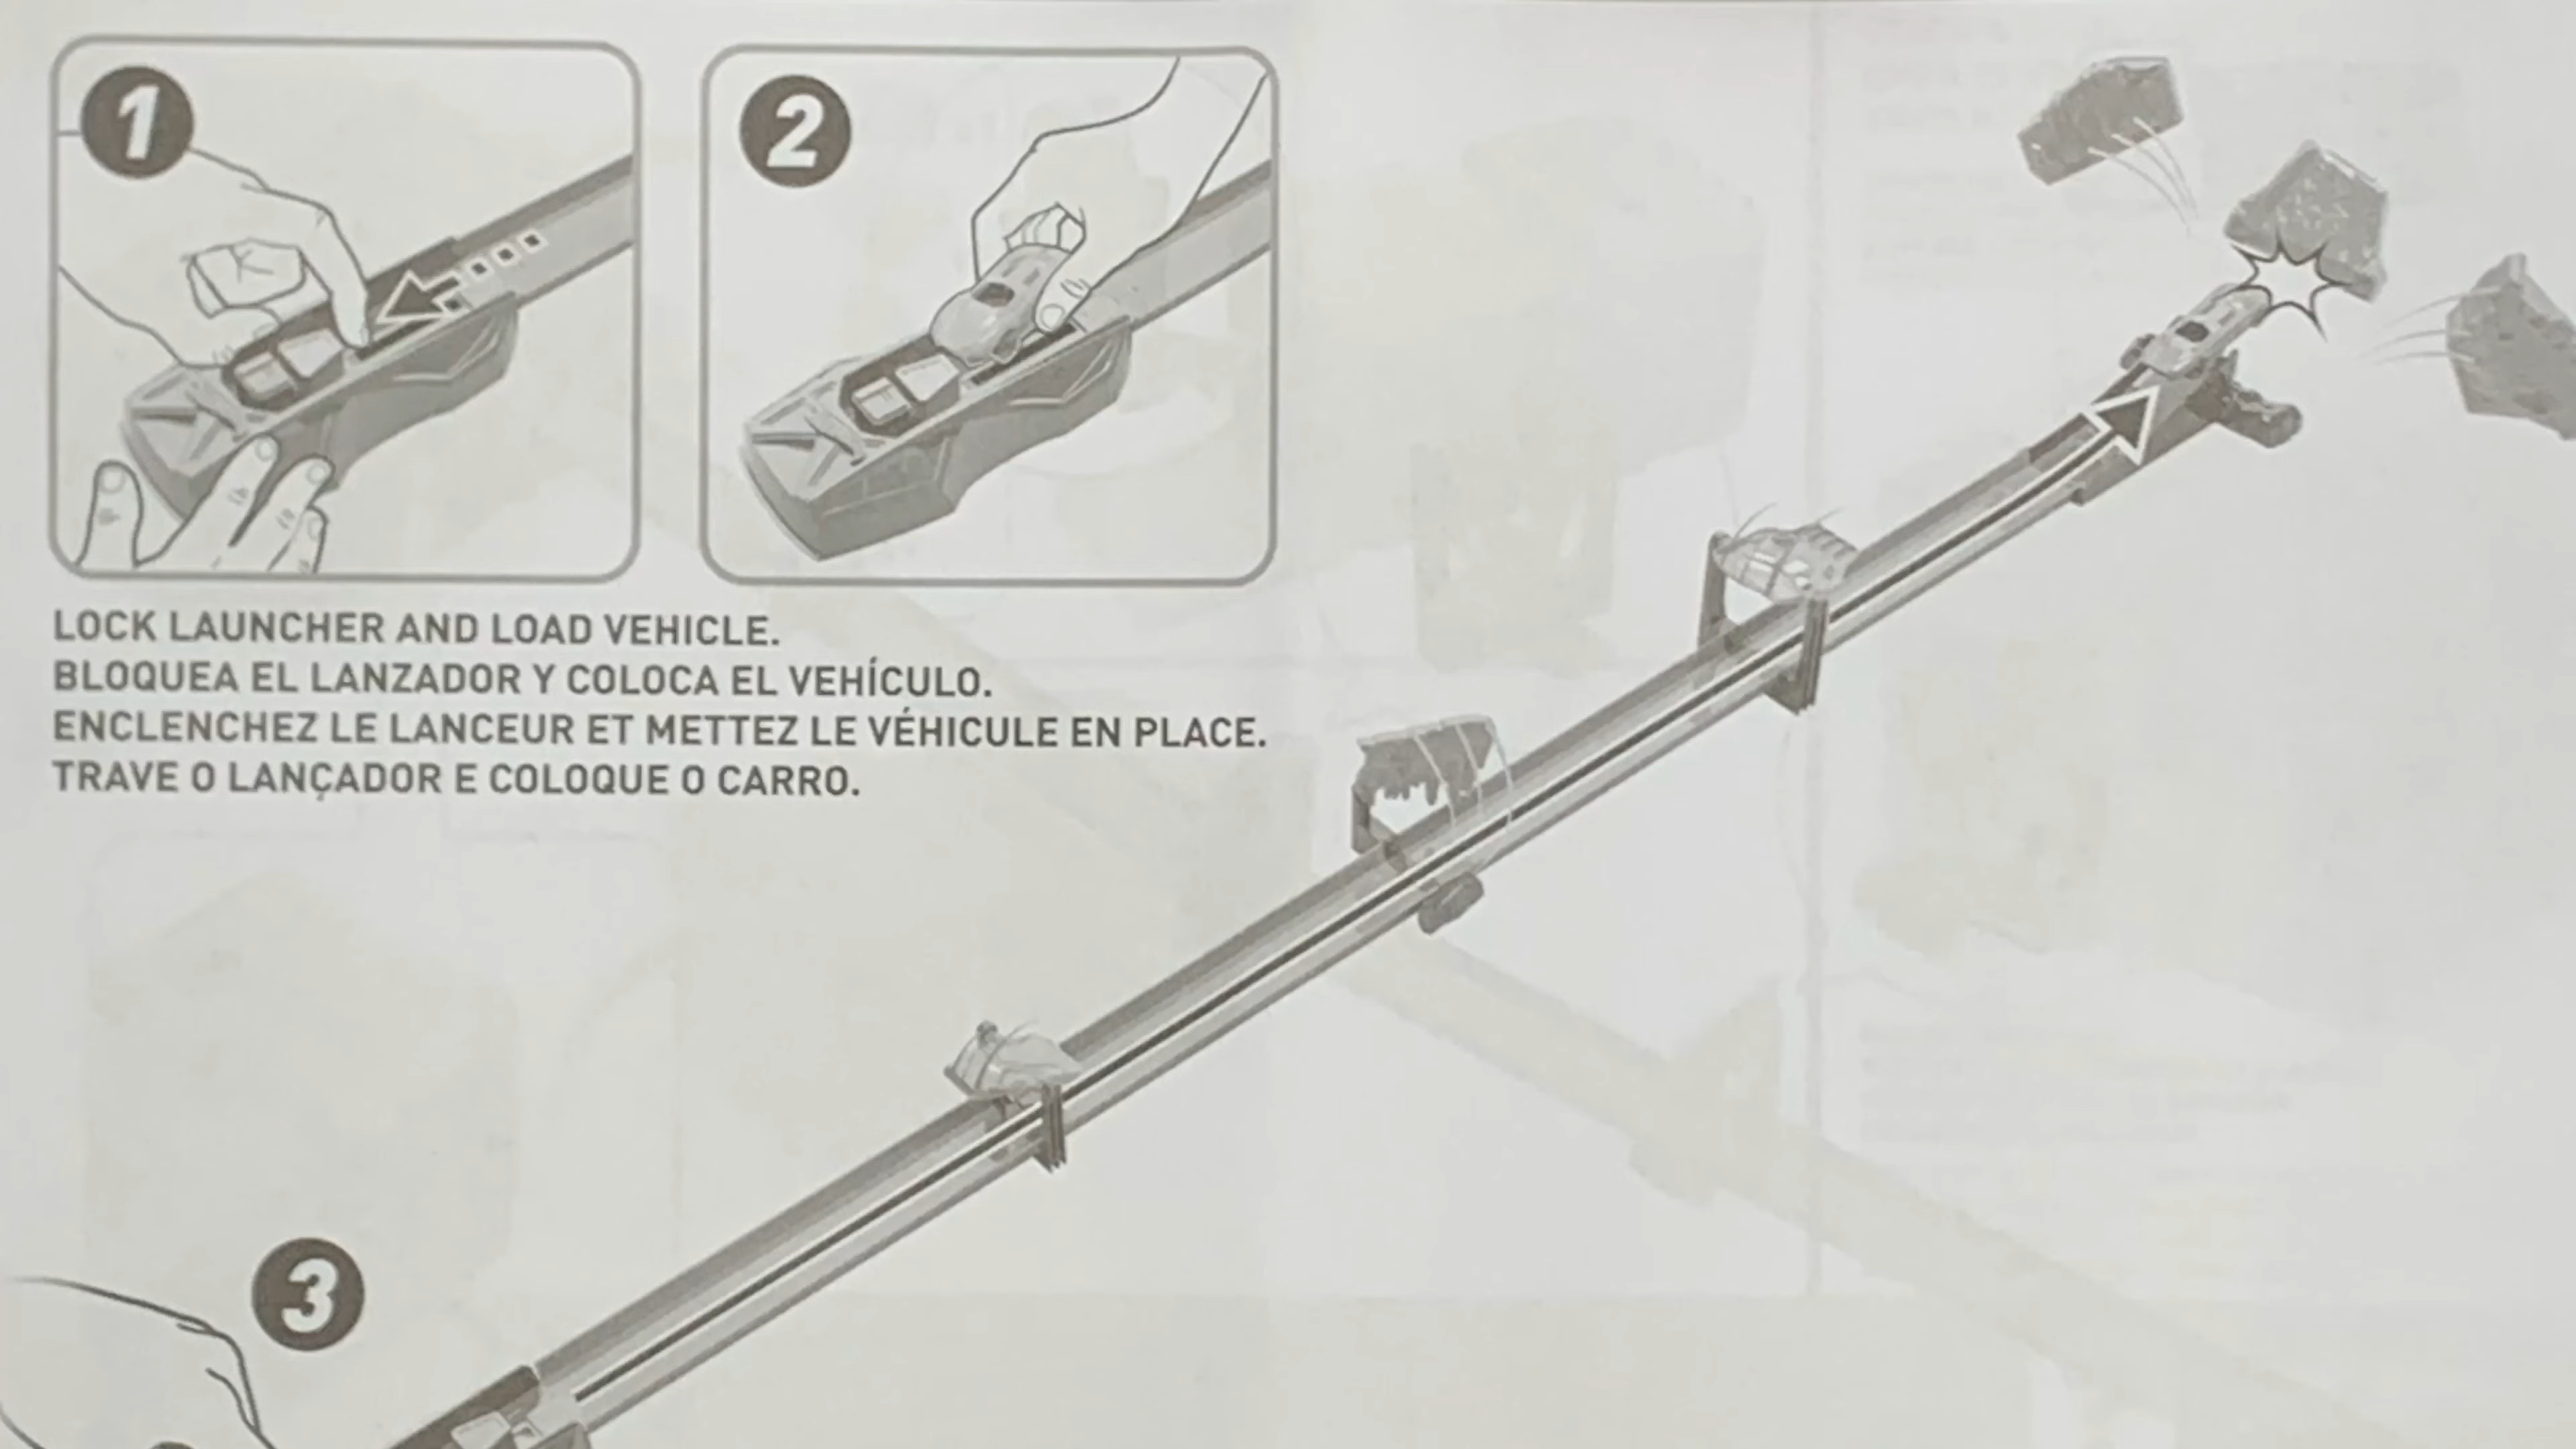 1
2
LOCK LAUNCHER AND LOAD VEHICLE.
BLOQUEA EL LANZADOR Y COLOCA EL VEHÍCULO.
ENCLENCHEZ LE LANCEUR ET METTEZ LE VÉHICULE EN PLACE.
TRAVE O LANÇADOR E COLOQUE O CARRO.
3